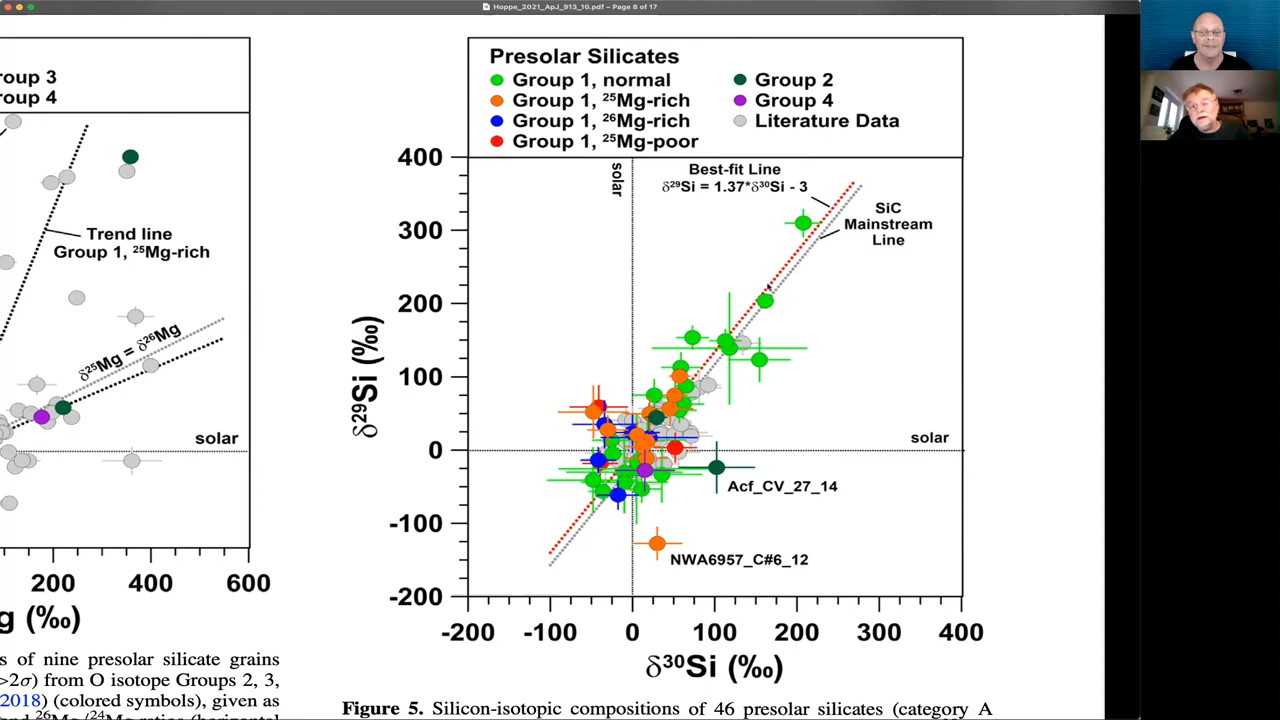 Hoppe_2021_ApJ_913_10.pdf – Page 8 of 17
roup 3
roup 4
Trend line
Group 1, ²⁵Mg-rich
δ²⁵Mg = δ²⁶Mg
solar
200 400 600
g (‰)
s of nine presolar silicate grains
>2σ) from O isotope Groups 2, 3,
2018) (colored symbols), given as
Presolar Silicates
Group 1, normal
Group 1, ²⁵Mg-rich
Group 1, ²⁶Mg-rich
Group 1, ²⁵Mg-poor
Group 2
Group 4
Literature Data
solar
Best-fit Line
δ²⁹Si = 1.37*δ³⁰Si - 3
SiC
Mainstream
Line
solar
Acf_CV_27_14
NWA6957_C#6_12
δ²⁹Si (‰)
400
300
200
100
0
-100
-200
-200 -100 0 100 200 300 400
δ³⁰Si (‰)
Figure 5. Silicon-isotopic compositions of 46 presolar silicates (category A